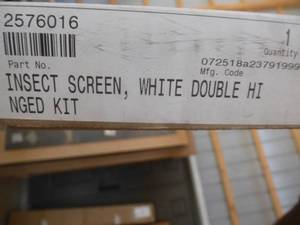 2576016
1
Part No.
Quantity
072518a23791999
Mfg. Code
INSECT SCREEN, WHITE DOUBLE HI
NGED KIT